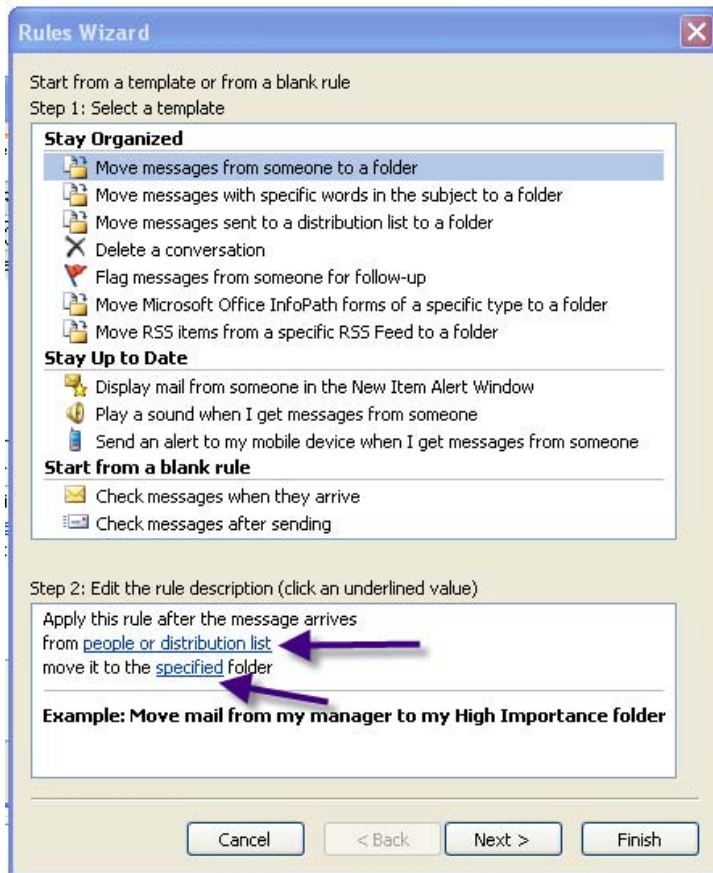 Rules Wizard
Start from a template or from a blank rule
Step 1: Select a template
Stay Organized
Move messages from someone to a folder
Move messages with specific words in the subject to a folder
Move messages sent to a distribution list to a folder
Delete a conversation
Flag messages from someone for follow-up
Move Microsoft Office InfoPath forms of a specific type to a folder
Move RSS items from a specific RSS Feed to a folder
Stay Up to Date
Display mail from someone in the New Item Alert Window
Play a sound when I get messages from someone
Send an alert to my mobile device when I get messages from someone
Start from a blank rule
Check messages when they arrive
Check messages after sending
Step 2: Edit the rule description (click an underlined value)
Apply this rule after the message arrives
from people or distribution list
move it to the specified folder
Example: Move mail from my manager to my High Importance folder
Cancel < Back Next > Finish